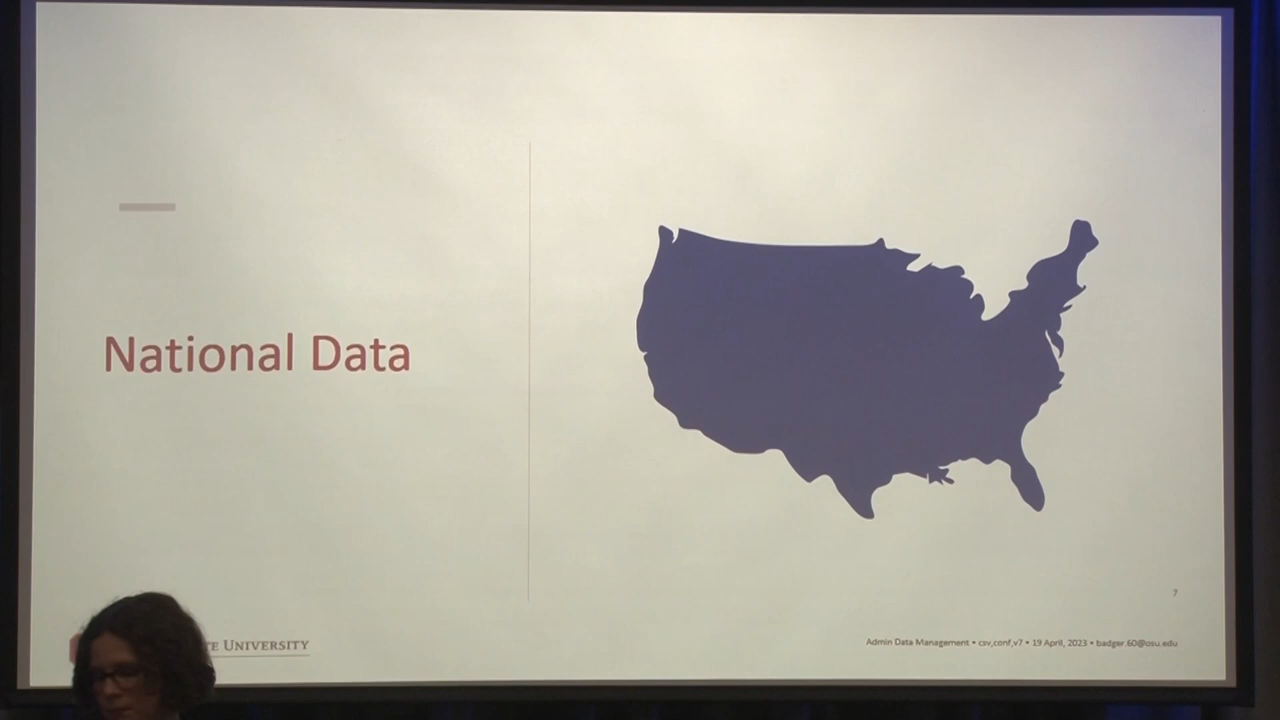 National Data
7
TE UNIVERSITY
Admin Data Management • csv,conf,v7 • 19 April, 2023 • badger.60@osu.edu